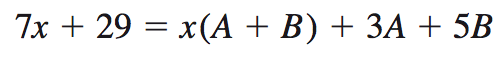 7x + 29 = x(A + B) + 3A + 5B